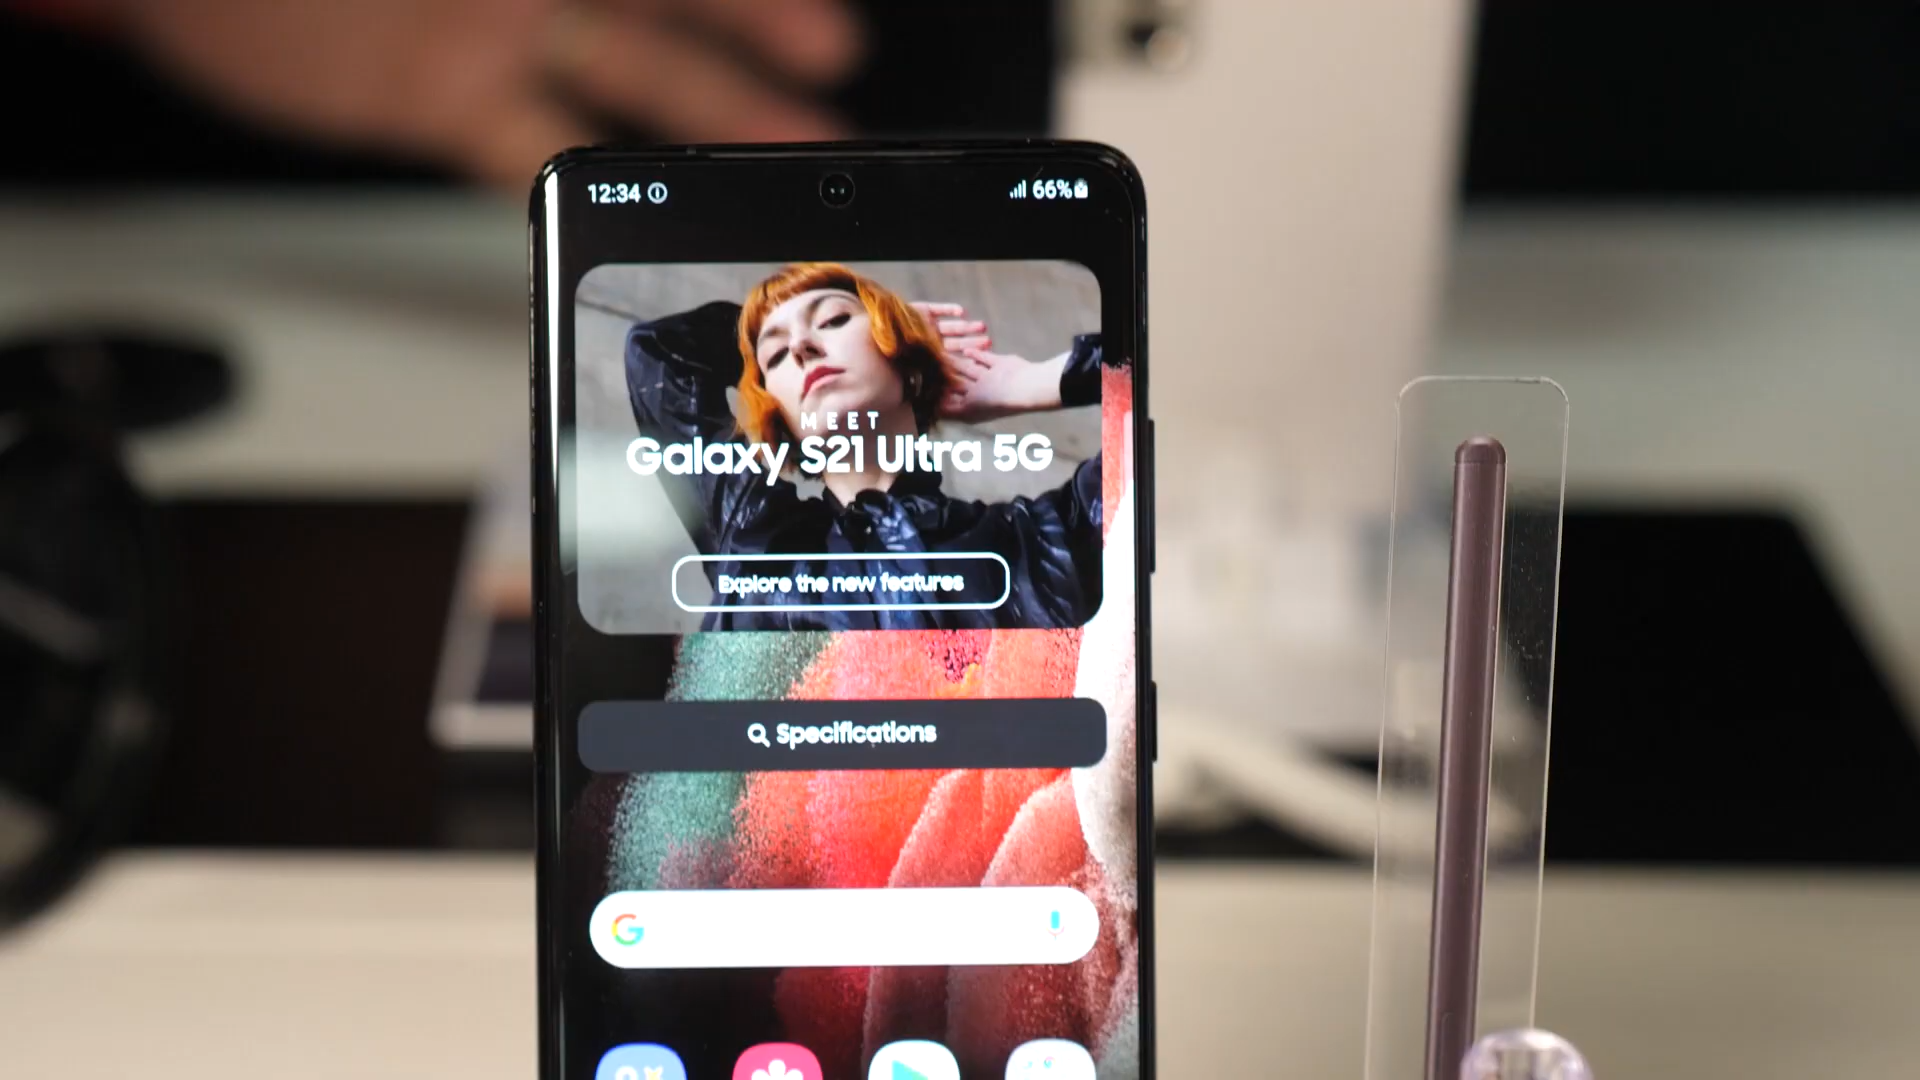 12:34
66%
MEET
Galaxy S21 Ultra 5G
Explore the new features
Specifications
G